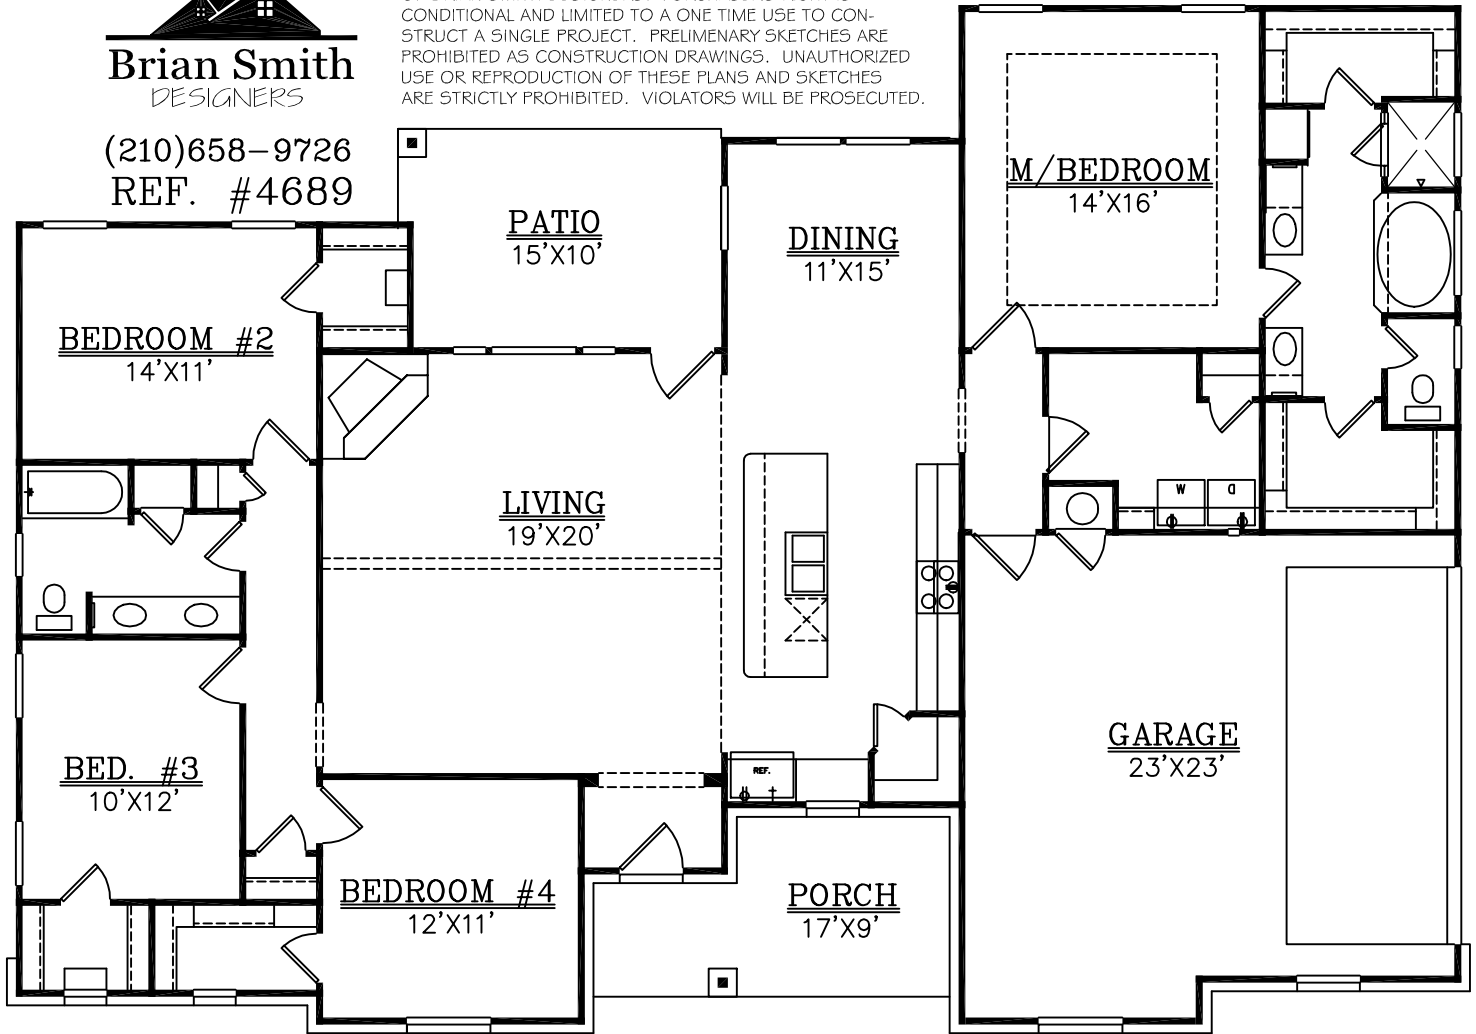 CONDITIONAL AND LIMITED TO A ONE TIME USE TO CON-
STRUCT A SINGLE PROJECT.  PRELIMENARY SKETCHES ARE
PROHIBITED AS CONSTRUCTION DRAWINGS.  UNAUTHORIZED
USE OR REPRODUCTION OF THESE PLANS AND SKETCHES
ARE STRICTLY PROHIBITED.  VIOLATORS WILL BE PROSECUTED.
Brian Smith
DESIGNERS
(210)658-9726
REF. #4689
M/BEDROOM
14'X16'
PATIO
15'X10'
DINING
11'X15'
BEDROOM #2
14'X11'
LIVING
19'X20'
W
D
GARAGE
23'X23'
BED. #3
10'X12'
REF.
BEDROOM #4
12'X11'
PORCH
17'X9'